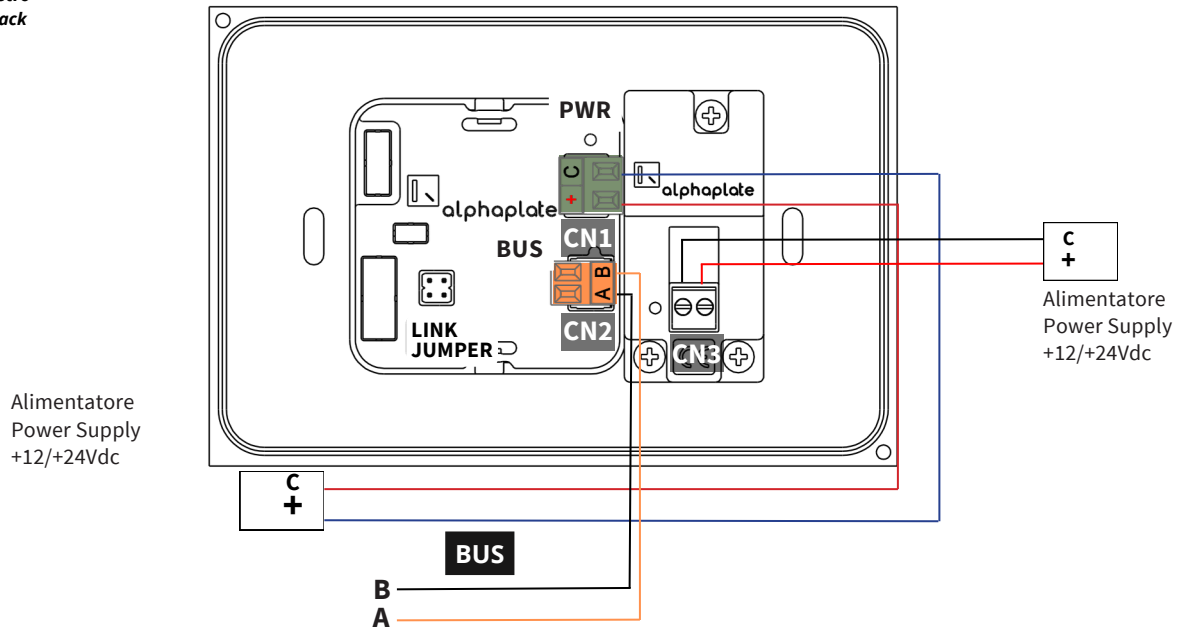 ack
PWR
C
+
alphaplate
alphaplate
CN1
BUS
B
A
CN2
LINK
JUMPER
CN3
C
+
Alimentatore
Power Supply
+12/+24Vdc
Alimentatore
Power Supply
+12/+24Vdc
C
+
BUS
B
A